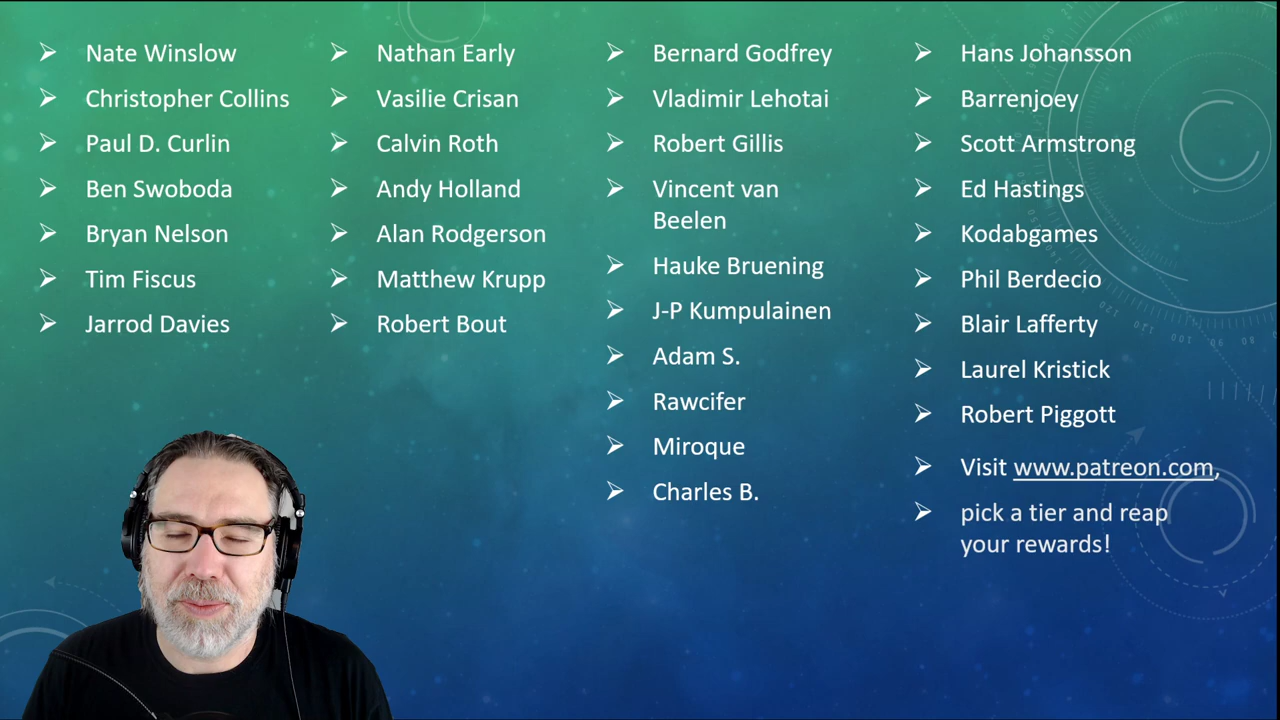 Nate Winslow
Christopher Collins
Paul D. Curlin
Ben Swoboda
Bryan Nelson
Tim Fiscus
Jarrod Davies
Nathan Early
Vasilie Crisan
Calvin Roth
Andy Holland
Alan Rodgerson
Matthew Krupp
Robert Bout
Bernard Godfrey
Vladimir Lehotai
Robert Gillis
Vincent van
Beelen
Hauke Bruening
J-P Kumpulainen
Adam S.
Rawcifer
Miroque
Charles B.
Hans Johansson
Barrenjoey
Scott Armstrong
Ed Hastings
Kodabgames
Phil Berdecio
Blair Lafferty
Laurel Kristick
Robert Piggott
Visit www.patreon.com,
pick a tier and reap
your rewards!